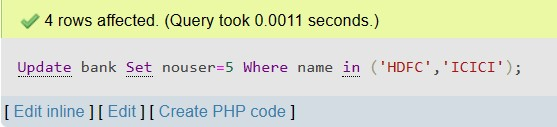 4 rows affected. (Query took 0.0011 seconds.)
Update bank Set nouser=5 Where name in ('HDFC','ICICI');
[ Edit inline ] [ Edit ] [ Create PHP code ]